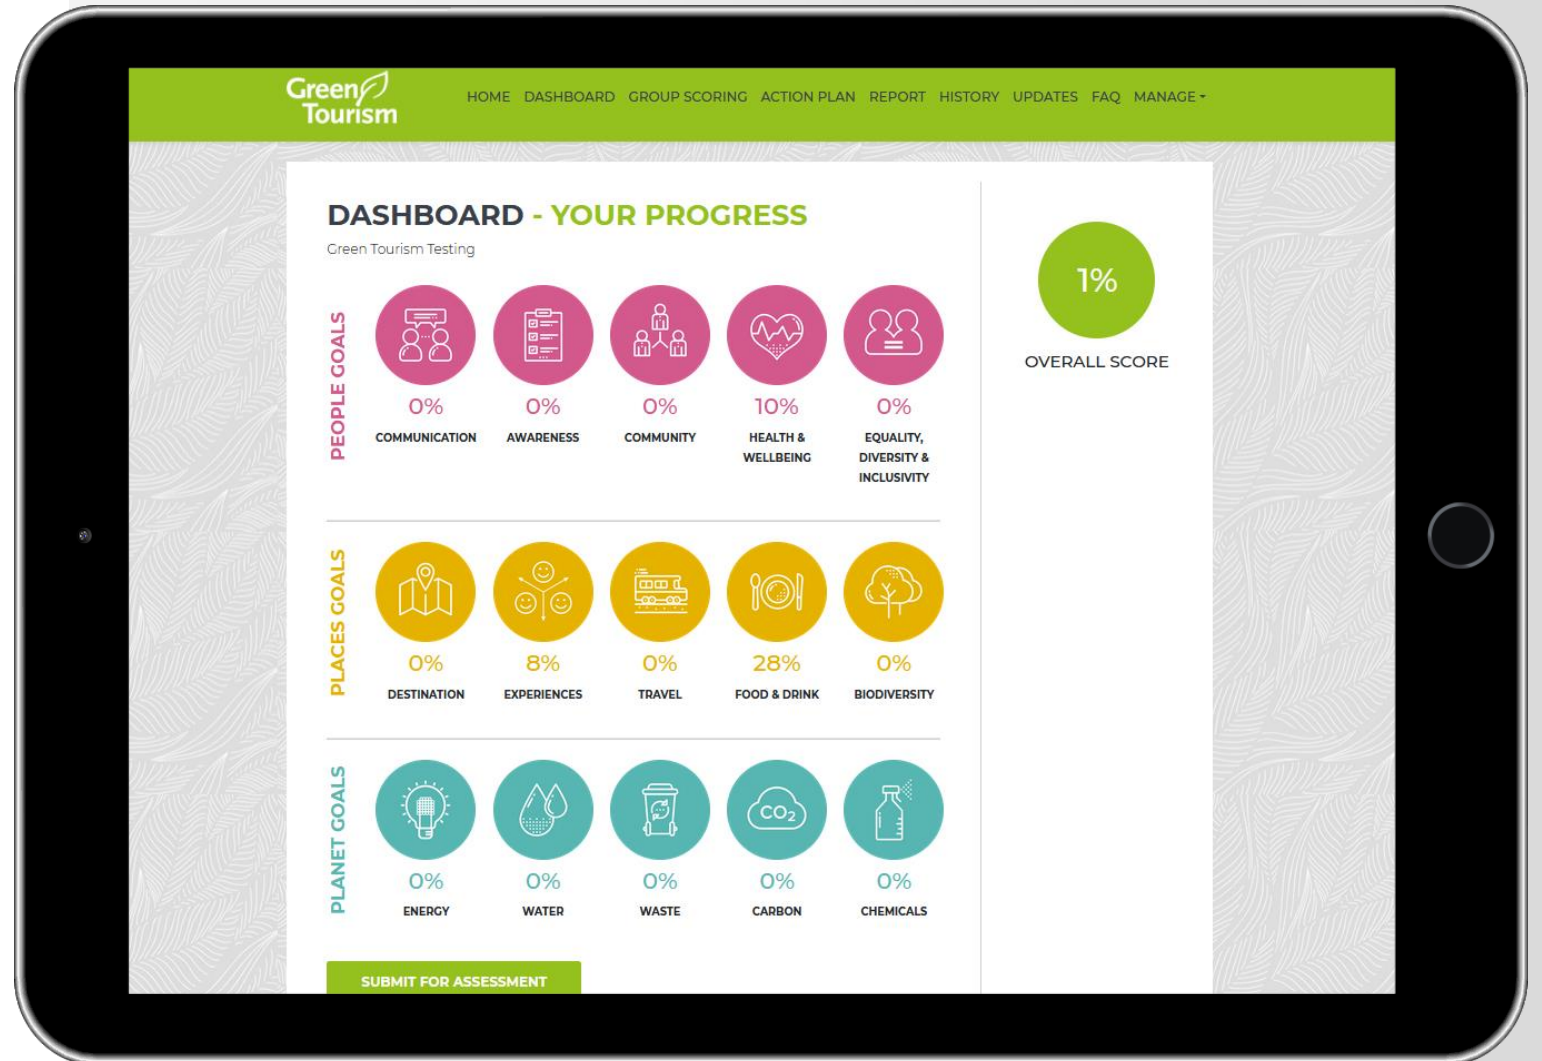 Green
Tourism
HOME DASHBOARD GROUP SCORING ACTION PLAN REPORT HISTORY UPDATES FAQ MANAGE
DASHBOARD - YOUR PROGRESS
Green Tourism Testing
1%
OVERALL SCORE
PEOPLE GOALS
0% 0% 0% 10% 0%
COMMUNICATION AWARENESS COMMUNITY HEALTH & EQUALITY,
WELLBEING DIVERSITY &
INCLUSIVITY
PLACES GOALS
0% 8% 0% 28% 0%
DESTINATION EXPERIENCES TRAVEL FOOD & DRINK BIODIVERSITY
PLANET GOALS
CO₂
0% 0% 0% 0% 0%
ENERGY WATER WASTE CARBON CHEMICALS
SUBMIT FOR ASSESSMENT